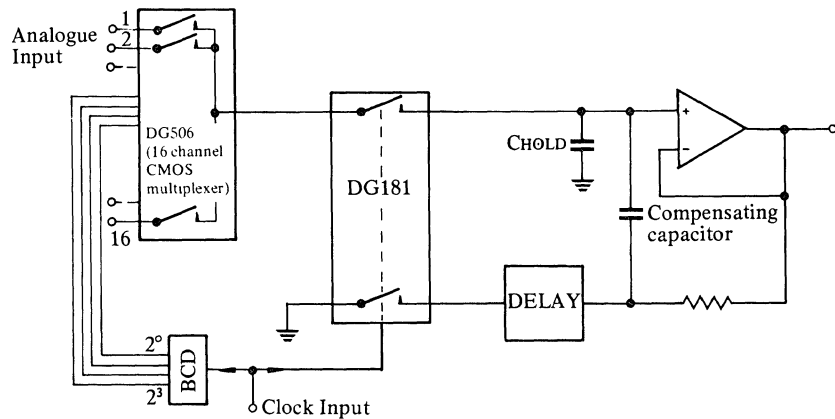 Analogue
Input
1
2
16
DG506
(16 channel
CMOS
multiplexer)
DG181
CHOLD
+
−
Compensating
capacitor
DELAY
2°
2³
BCD
Clock Input